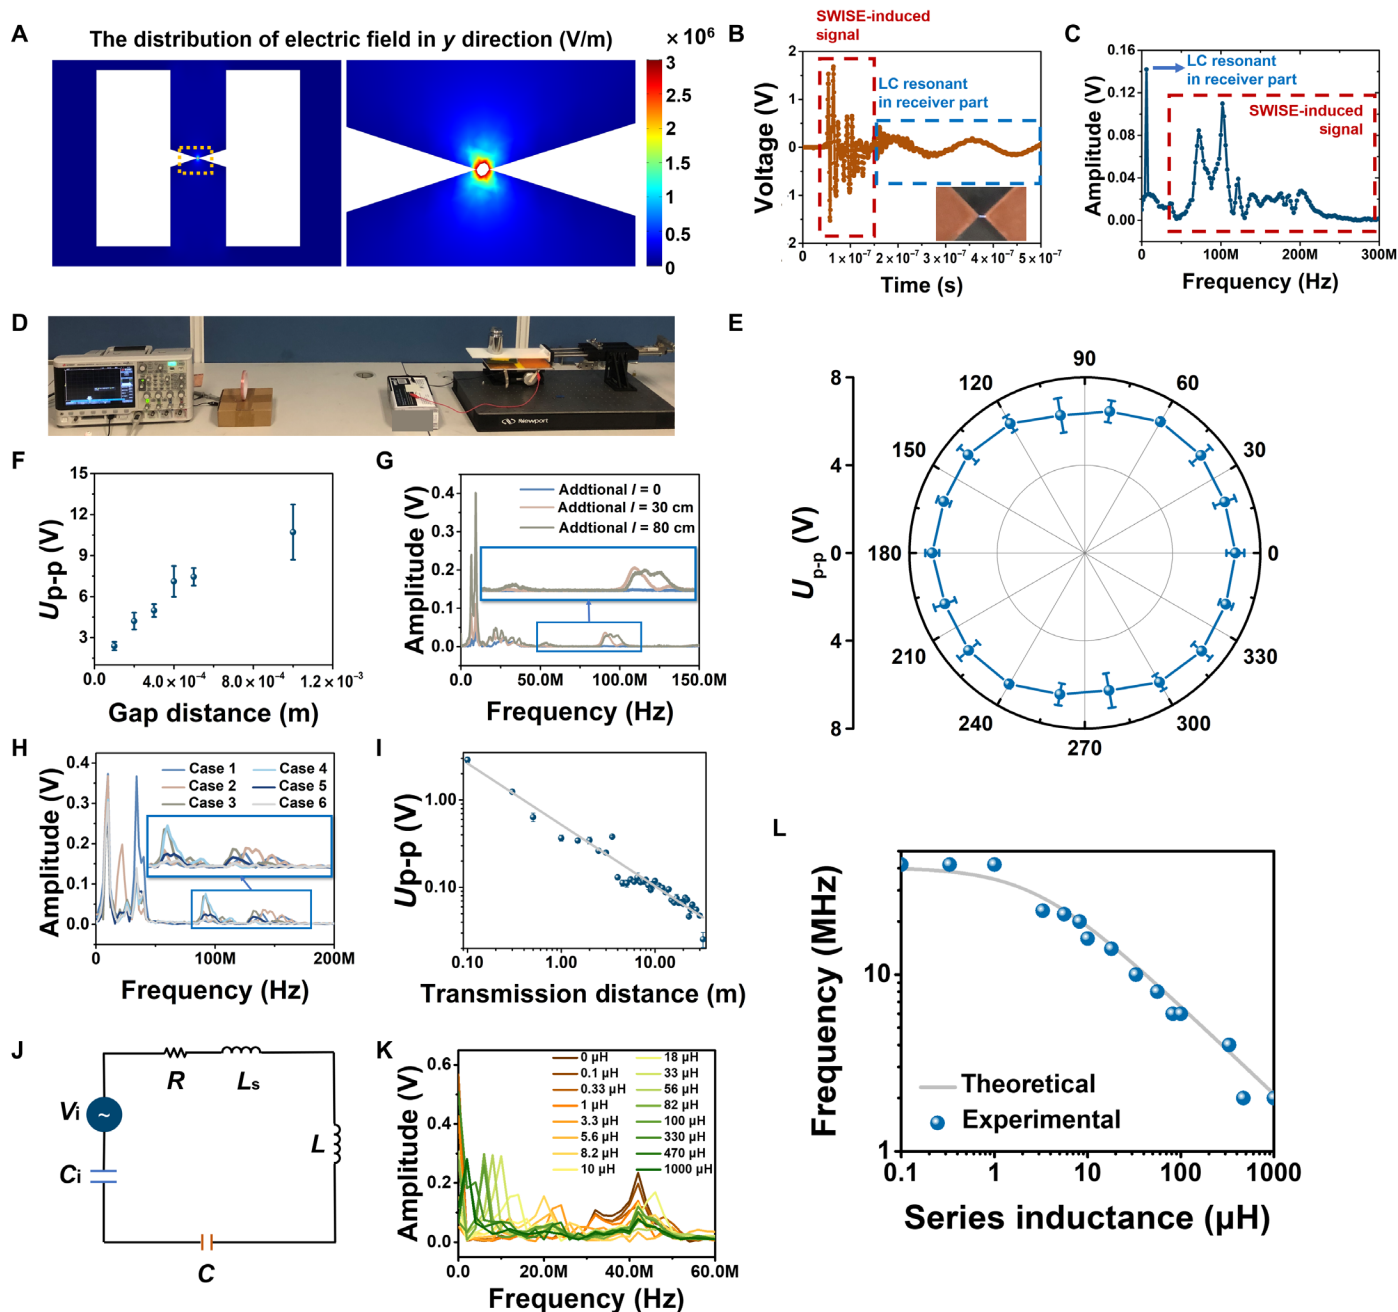 A
The distribution of electric field in y direction (V/m)
× 10⁶
3
2.5
2
1.5
1
0.5
0
B
SWISE-induced
signal
LC resonant
in receiver part
Voltage (V)
2
1
0
1
2
0
1 × 10⁻⁷
2 × 10⁻⁷
3 × 10⁻⁷
4 × 10⁻⁷
5 × 10⁻⁷
Time (s)
C
LC resonant
in receiver part
SWISE-induced
signal
Amplitude (V)
0.16
0.12
0.08
0.04
0.00
0
100M
200M
300M
Frequency (Hz)
D
Newport
E
Up-p (V)
8
4
0
4
8
0
30
60
90
120
150
180
210
240
270
300
330
F
Up-p (V)
15
12
9
6
3
0.0
4.0 × 10⁻⁴
8.0 × 10⁻⁴
1.2 × 10⁻³
Gap distance (m)
G
Amplitude (V)
0.4
0.3
0.2
0.1
0.0
Addtional l = 0
Addtional l = 30 cm
Addtional l = 80 cm
0
50.0M
100.0M
150.0M
Frequency (Hz)
H
Amplitude (V)
0.4
0.3
0.2
0.1
0.0
Case 1
Case 2
Case 3
Case 4
Case 5
Case 6
0
100M
200M
Frequency (Hz)
I
Up-p (V)
1.00
0.10
0.10
1.00
10.00
Transmission distance (m)
J
R
Ls
Vi
L
Ci
C
K
Amplitude (V)
0.6
0.4
0.2
0.0
0 µH
0.1 µH
0.33 µH
1 µH
3.3 µH
5.6 µH
8.2 µH
10 µH
18 µH
33 µH
56 µH
82 µH
100 µH
330 µH
470 µH
1000 µH
0.0
20.0M
40.0M
60.0M
Frequency (Hz)
L
Frequency (MHz)
10
1
Theoretical
Experimental
0.1
1
10
100
1000
Series inductance (µH)